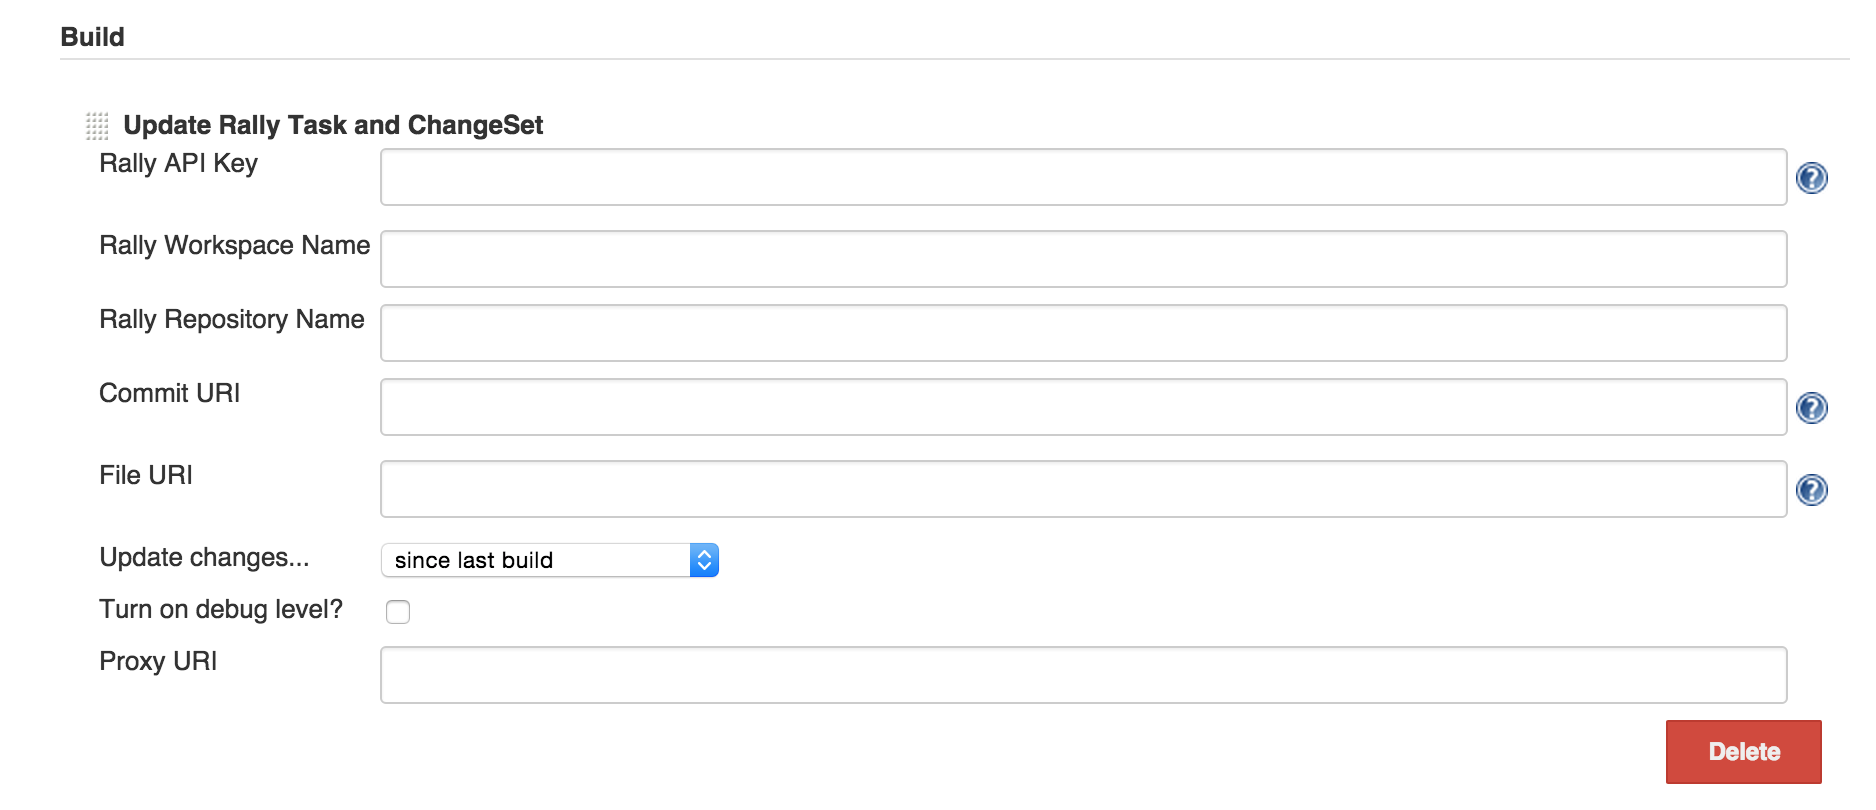 Build
Update Rally Task and ChangeSet
Rally API Key
?
Rally Workspace Name
Rally Repository Name
Commit URI
?
File URI
?
Update changes...
since last build
Turn on debug level?
Proxy URI
Delete